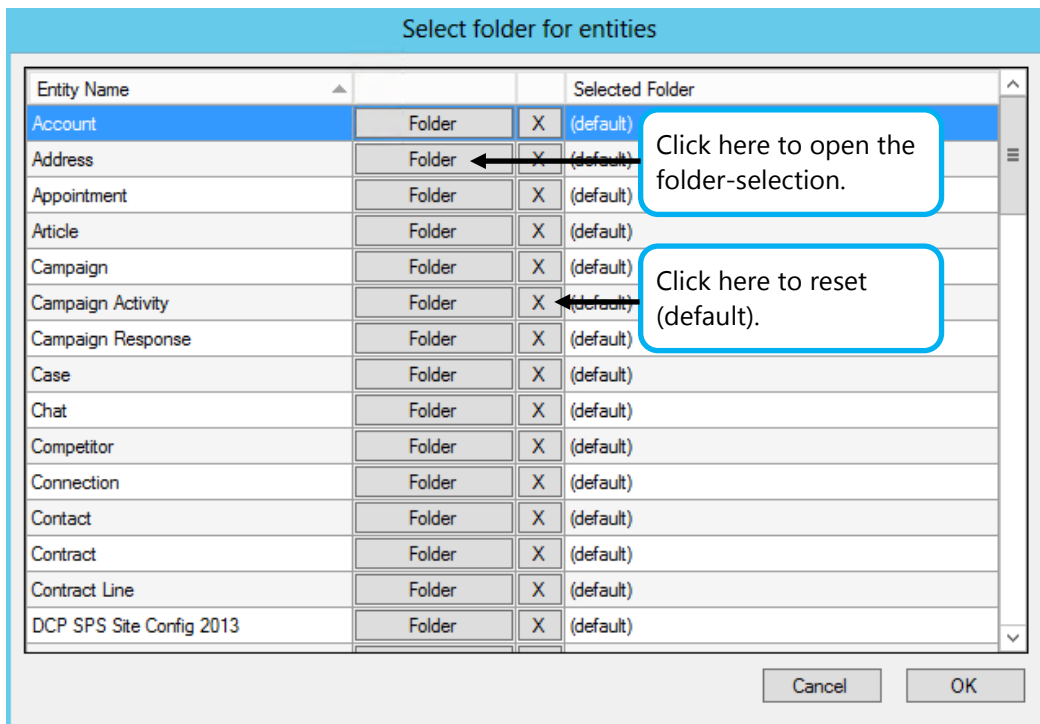 Select folder for entities
Entity Name Selected Folder
Account Folder X (default)
Address Folder X (default)
Click here to open the
folder-selection.
Appointment Folder X (default)
Article Folder X (default)
Campaign Folder X (default)
Click here to reset
(default).
Campaign Activity Folder X (default)
Campaign Response Folder X (default)
Case Folder X (default)
Chat Folder X (default)
Competitor Folder X (default)
Connection Folder X (default)
Contact Folder X (default)
Contract Folder X (default)
Contract Line Folder X (default)
DCP SPS Site Config 2013 Folder X (default)
Cancel OK